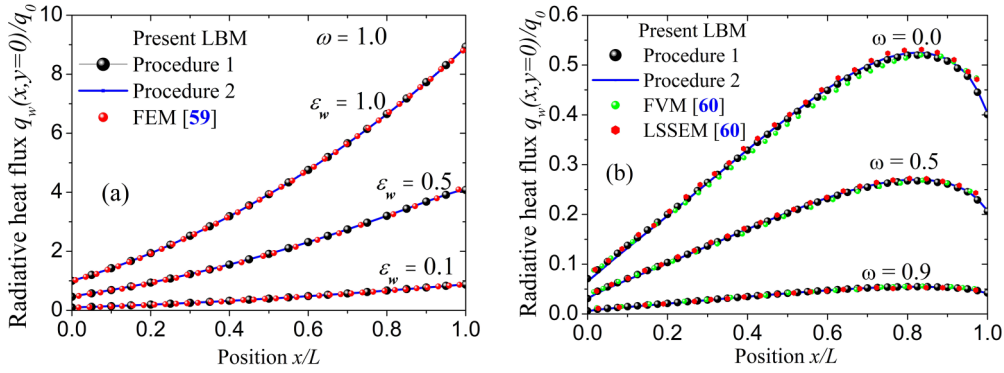 Radiative heat flux q_w(x,y=0)/q_0
10
8
6
4
2
0
Present LBM
Procedure 1
Procedure 2
FEM [59]
ω = 1.0
ε_w = 1.0
ε_w = 0.5
ε_w = 0.1
(a)
0.0 0.2 0.4 0.6 0.8 1.0
Position x/L
Radiative heat flux q_w(x,y=0)/q_0
0.6
0.5
0.4
0.3
0.2
0.1
0.0
Present LBM
Procedure 1
Procedure 2
FVM [60]
LSSEM [60]
ω = 0.0
ω = 0.5
ω = 0.9
(b)
0.0 0.2 0.4 0.6 0.8 1.0
Position x/L